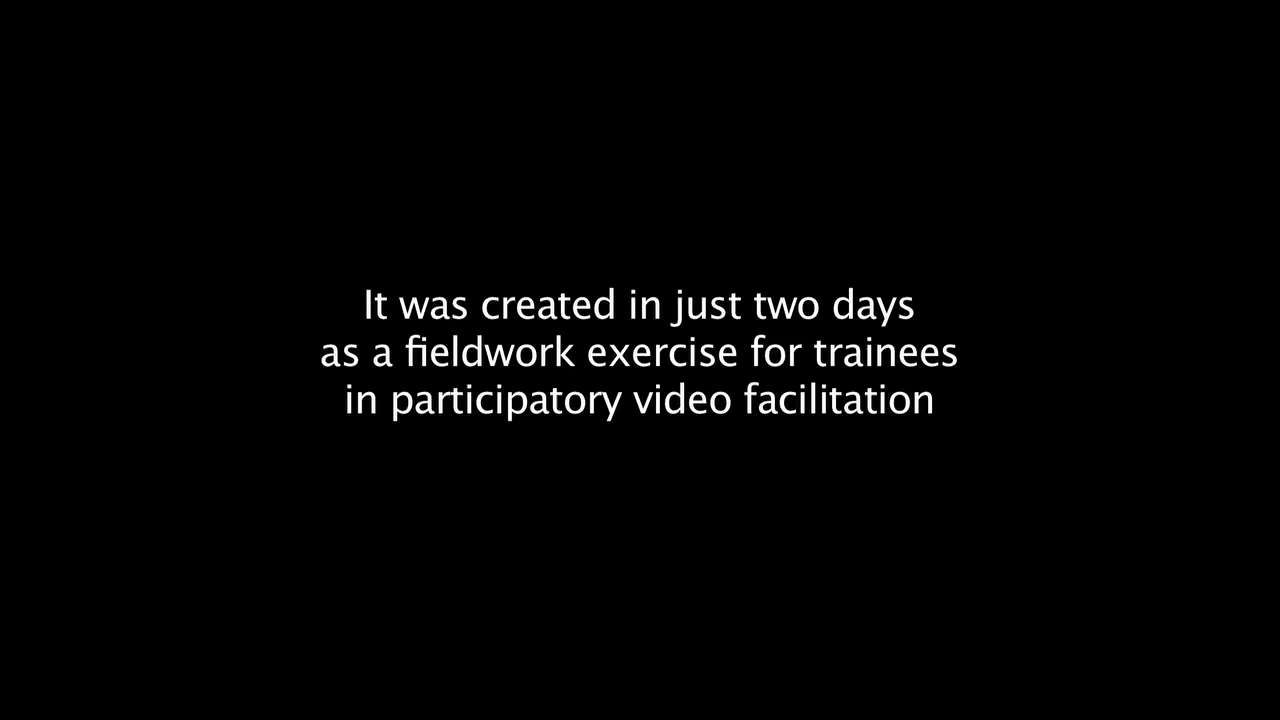 It was created in just two days
as a fieldwork exercise for trainees
in participatory video facilitation